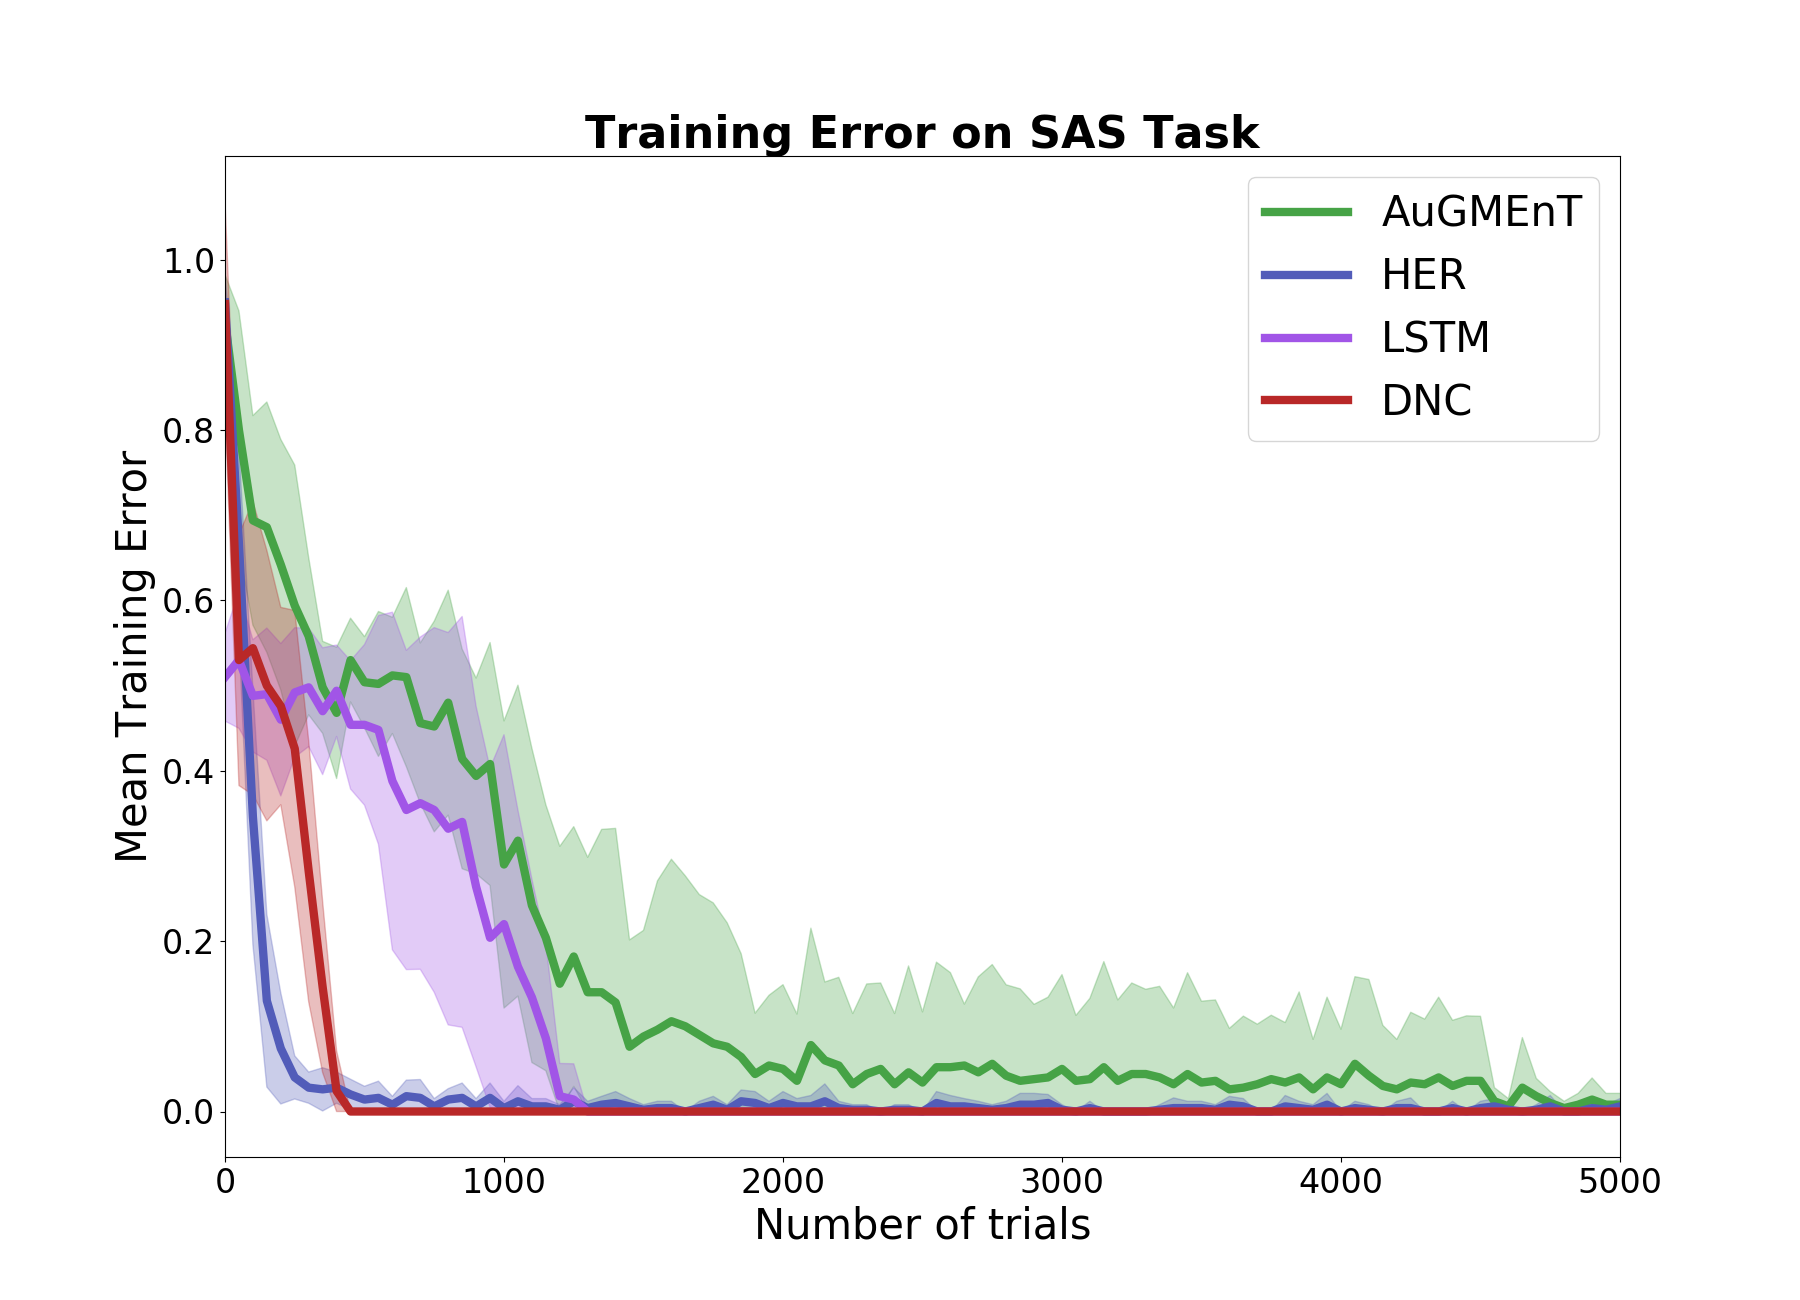 Training Error on SAS Task
AuGMEnT
HER
LSTM
DNC
Mean Training Error
1.0
0.8
0.6
0.4
0.2
0.0
0 1000 2000 3000 4000 5000
Number of trials